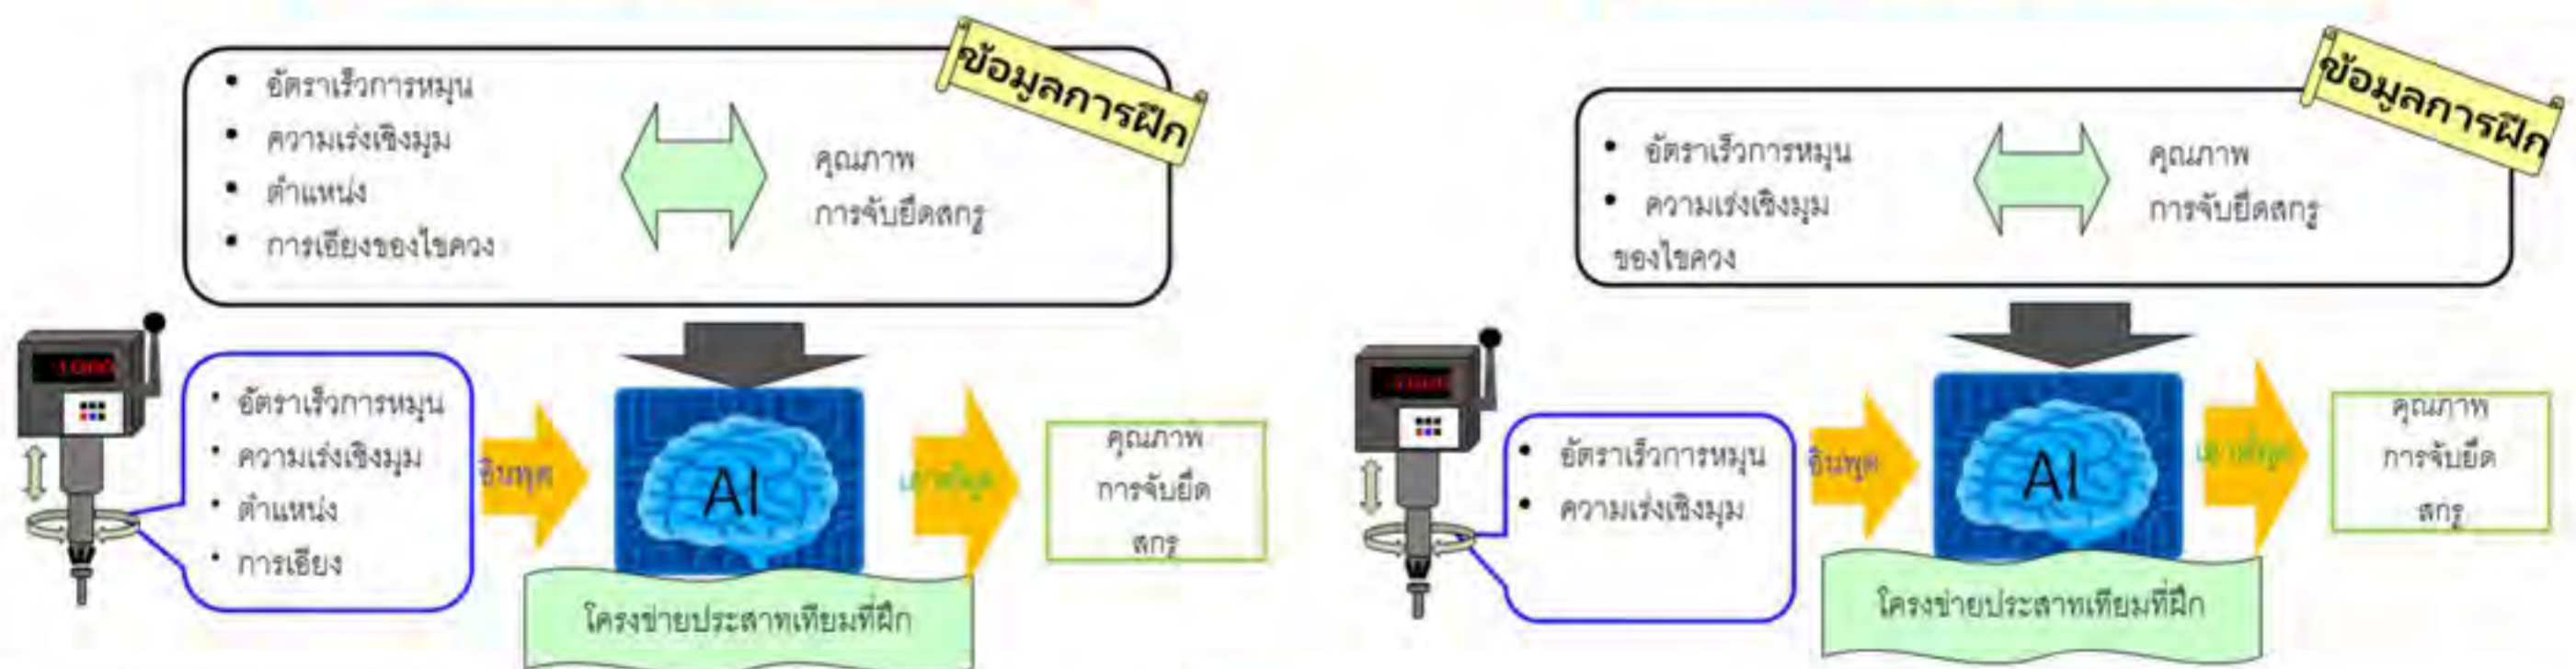 ข้อมูลการฝึก
• อัตราเร็วการหมุน
• ความเร่งเชิงมุม
• ตำแหน่ง
• การเอียงของไขควง
คุณภาพ
การจับยึดสกรู
• อัตราเร็วการหมุน
• ความเร่งเชิงมุม
• ตำแหน่ง
• การเอียง
อินพุต
AI
เอาต์พุต
คุณภาพ
การจับยึด
สกรู
โครงข่ายประสาทเทียมที่ฝึก
ข้อมูลการฝึก
• อัตราเร็วการหมุน
• ความเร่งเชิงมุม
ของไขควง
คุณภาพ
การจับยึดสกรู
• อัตราเร็วการหมุน
• ความเร่งเชิงมุม
อินพุต
AI
เอาต์พุต
คุณภาพ
การจับยึด
สกรู
โครงข่ายประสาทเทียมที่ฝึก